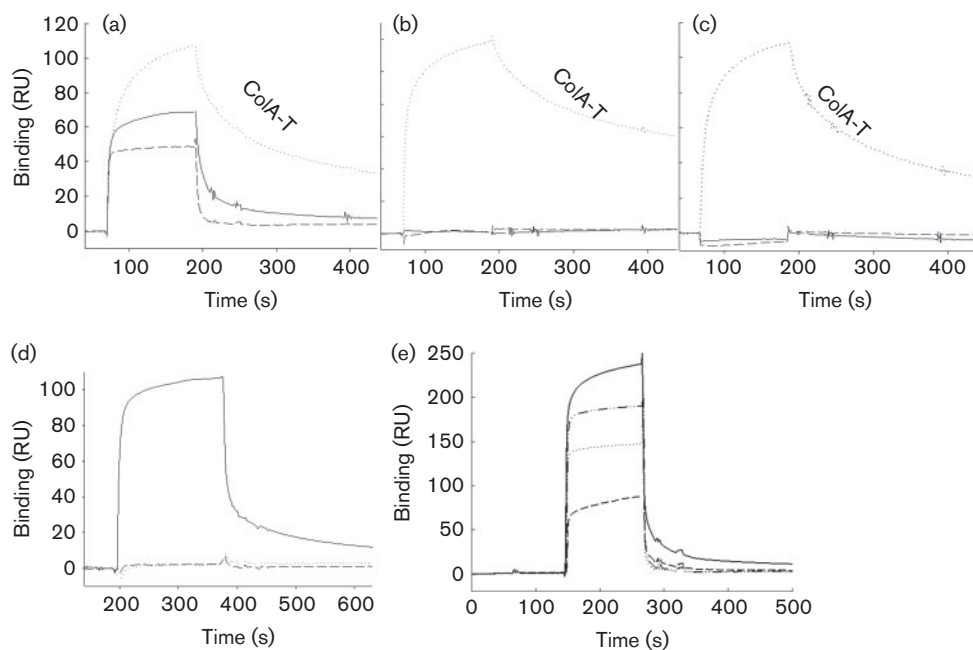 (a) (b) (c)
120
100
80
60
40
20
0
Binding (RU)
ColA-T ColA-T ColA-T
100 200 300 400 100 200 300 400 100 200 300 400
Time (s) Time (s) Time (s)
(d)
100
80
60
40
20
0
Binding (RU)
200 300 400 500 600
Time (s)
(e)
250
200
150
100
50
0
Binding (RU)
0 100 200 300 400 500
Time (s)